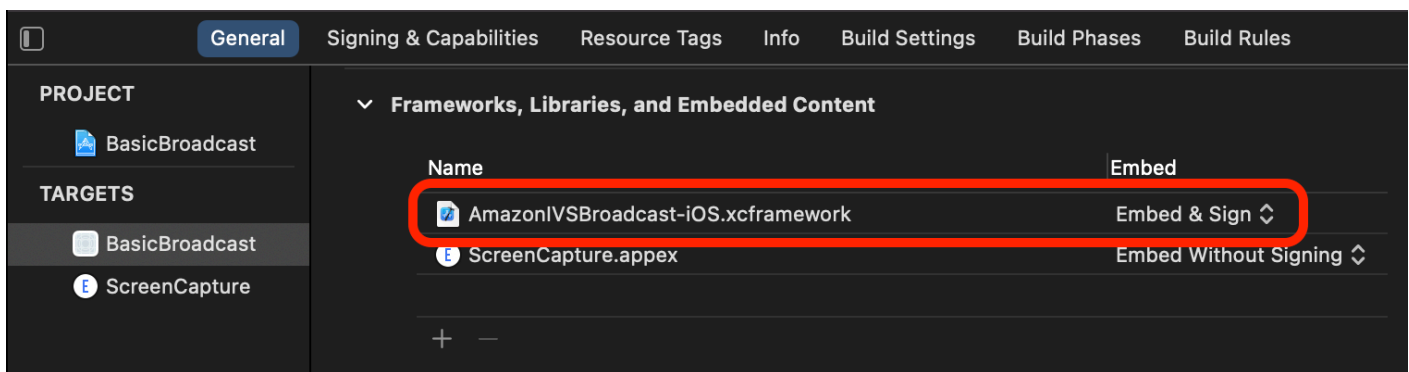 General Signing & Capabilities Resource Tags Info Build Settings Build Phases Build Rules
PROJECT
BasicBroadcast
TARGETS
BasicBroadcast
E ScreenCapture
Frameworks, Libraries, and Embedded Content
Name Embed
AmazonIVSBroadcast-iOS.xcframework Embed & Sign
E ScreenCapture.appex Embed Without Signing